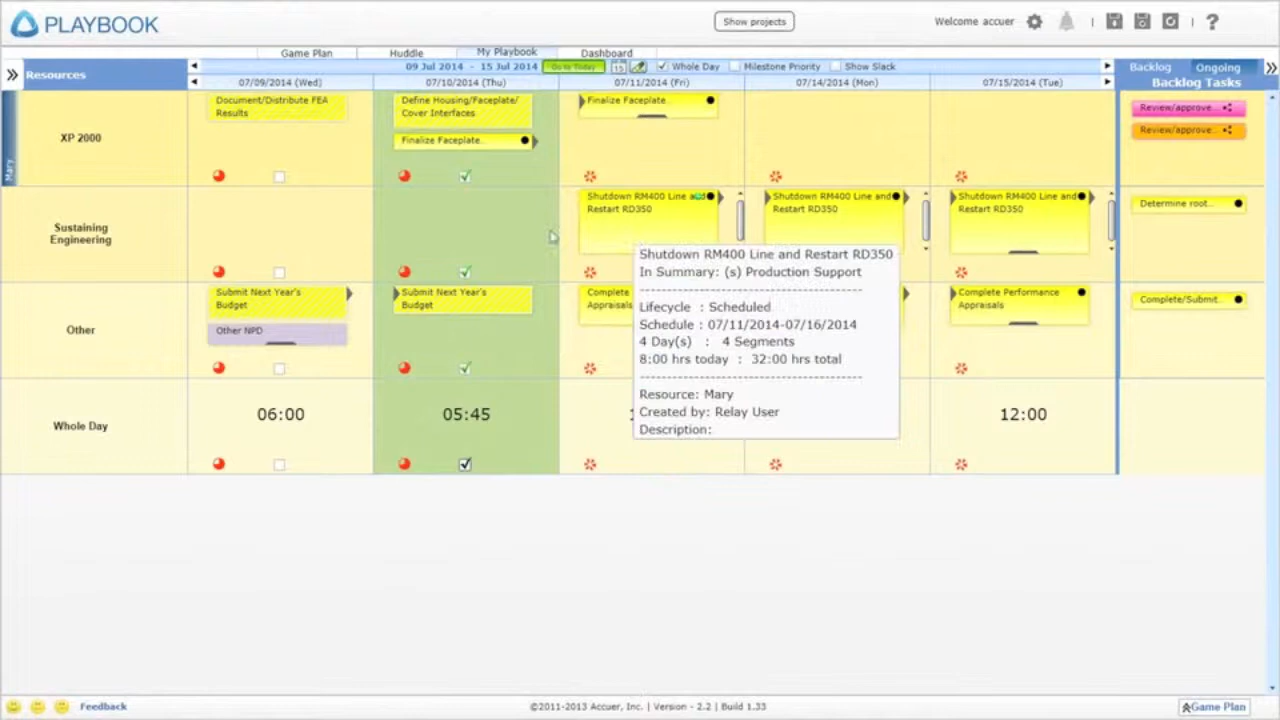 PLAYBOOK
Show projects
Welcome accuer
Game Plan
Huddle
My Playbook
Dashboard
Resources
09 Jul 2014 - 15 Jul 2014
Go to Today
15
Whole Day
Milestone Priority
Show Slack
Backlog
Ongoing
07/09/2014 (Wed)
07/10/2014 (Thu)
07/11/2014 (Fri)
07/14/2014 (Mon)
07/15/2014 (Tue)
Backlog Tasks
Mary
XP 2000
Document/Distribute FEA
Results
Define Housing/Faceplate/
Cover Interfaces
Finalize Faceplate..
Finalize Faceplate..
Review/approve...
Review/approve...
Sustaining
Engineering
Shutdown RM400 Line and
Restart RD350
Shutdown RM400 Line and
Restart RD350
Shutdown RM400 Line and
Restart RD350
Determine root...
Other
Submit Next Year's
Budget
Other NPD
Submit Next Year's
Budget
Complete
Appraisals
Complete Performance
Appraisals
Complete/Submit...
Whole Day
06:00
05:45
12:00
Shutdown RM400 Line and Restart RD350
In Summary: (s) Production Support
Lifecycle : Scheduled
Schedule : 07/11/2014-07/16/2014
4 Day(s) : 4 Segments
8:00 hrs today : 32:00 hrs total
Resource: Mary
Created by: Relay User
Description:
Feedback
©2011-2013 Accuer, Inc. | Version - 2.2 | Build 1.33
Game Plan